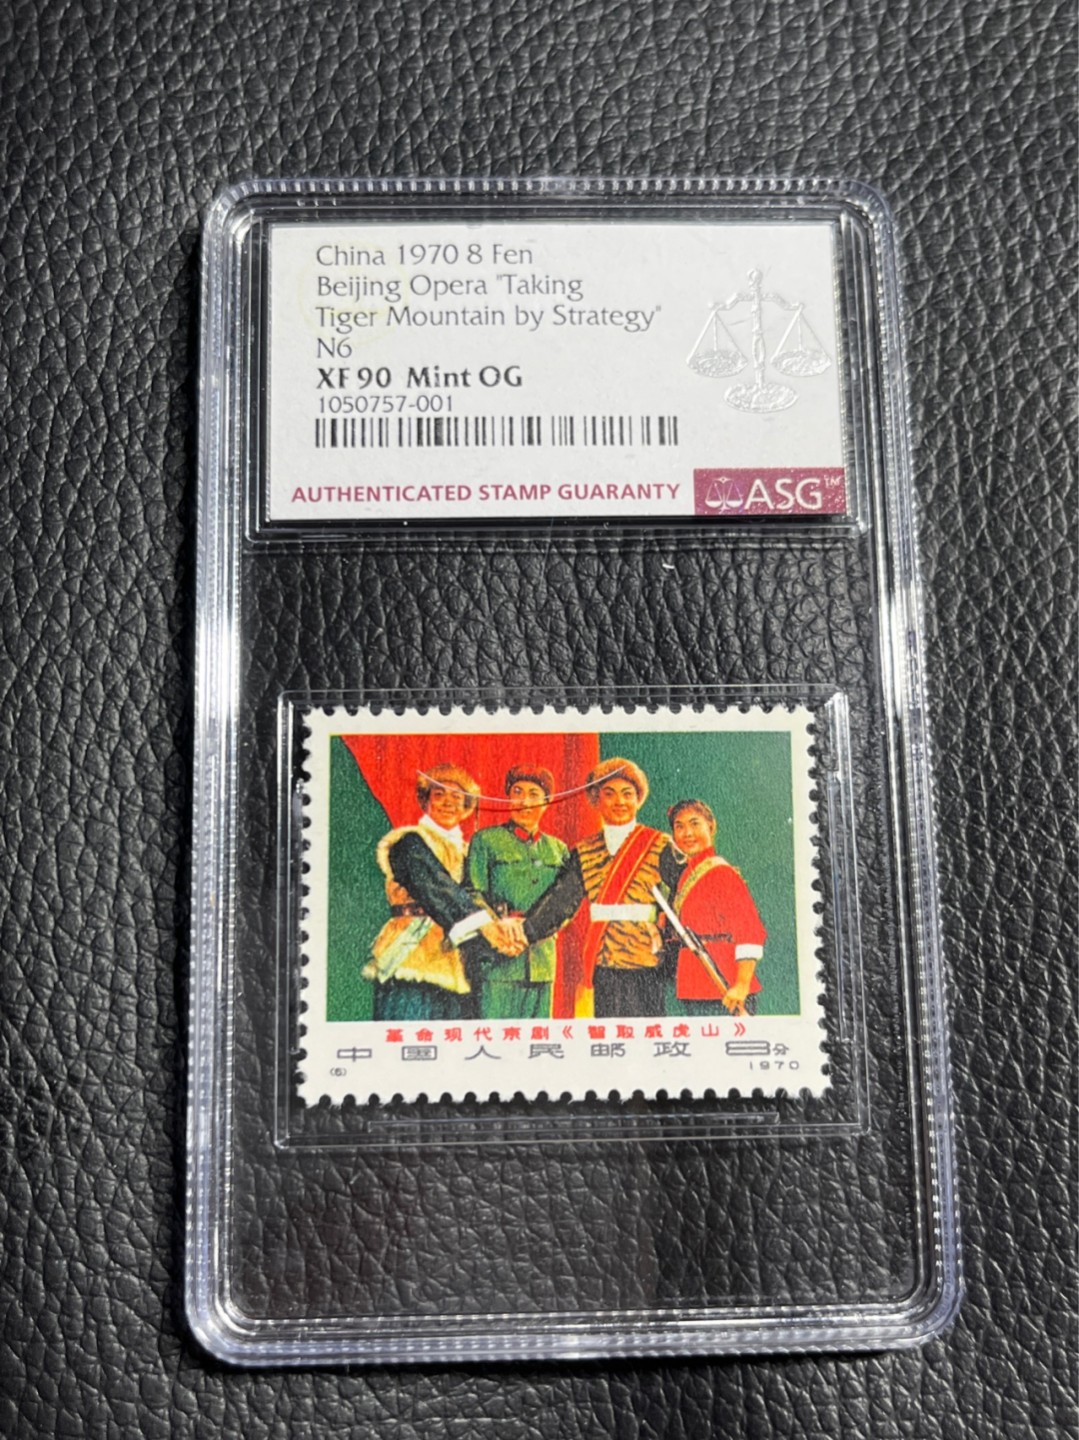 China 1970 8 Fen
Beijing Opera "Taking
Tiger Mountain by Strategy"
N6
XF 90 Mint OG
1050757-001
AUTHENTICATED STAMP GUARANTY
ASG™
革命现代京剧《智取威虎山》
中国人民邮政 8分
(6) 1970